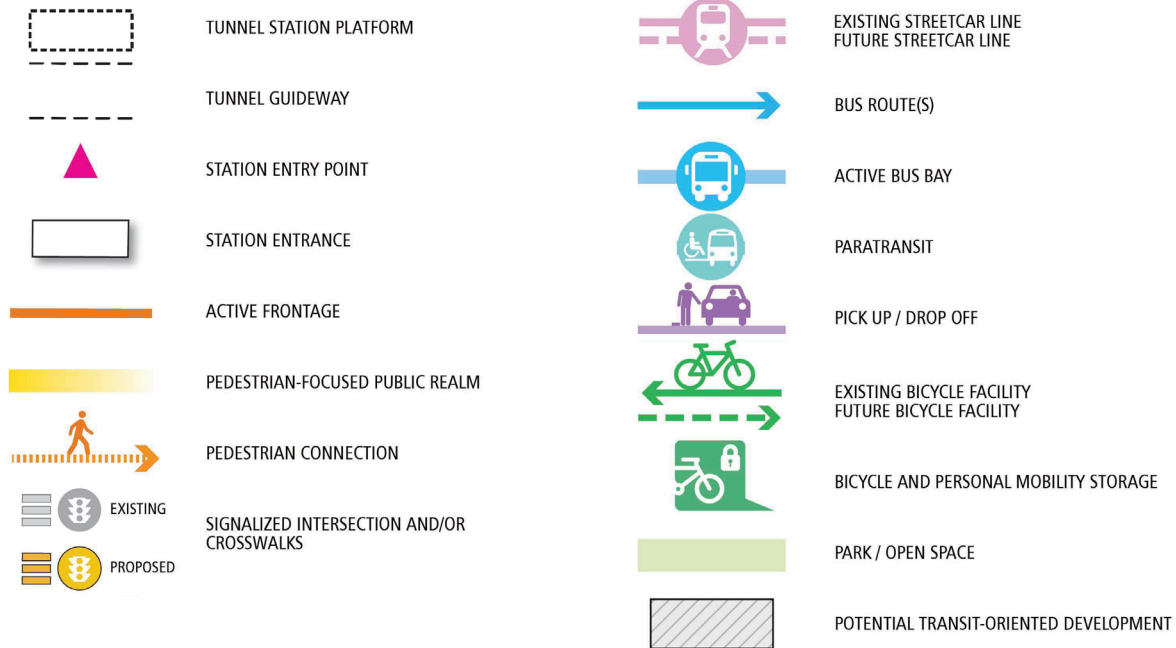 TUNNEL STATION PLATFORM
TUNNEL GUIDEWAY
STATION ENTRY POINT
STATION ENTRANCE
ACTIVE FRONTAGE
PEDESTRIAN-FOCUSED PUBLIC REALM
PEDESTRIAN CONNECTION
EXISTING
PROPOSED
SIGNALIZED INTERSECTION AND/OR
CROSSWALKS
EXISTING STREETCAR LINE
FUTURE STREETCAR LINE
BUS ROUTE(S)
ACTIVE BUS BAY
PARATRANSIT
PICK UP / DROP OFF
EXISTING BICYCLE FACILITY
FUTURE BICYCLE FACILITY
BICYCLE AND PERSONAL MOBILITY STORAGE
PARK / OPEN SPACE
POTENTIAL TRANSIT-ORIENTED DEVELOPMENT